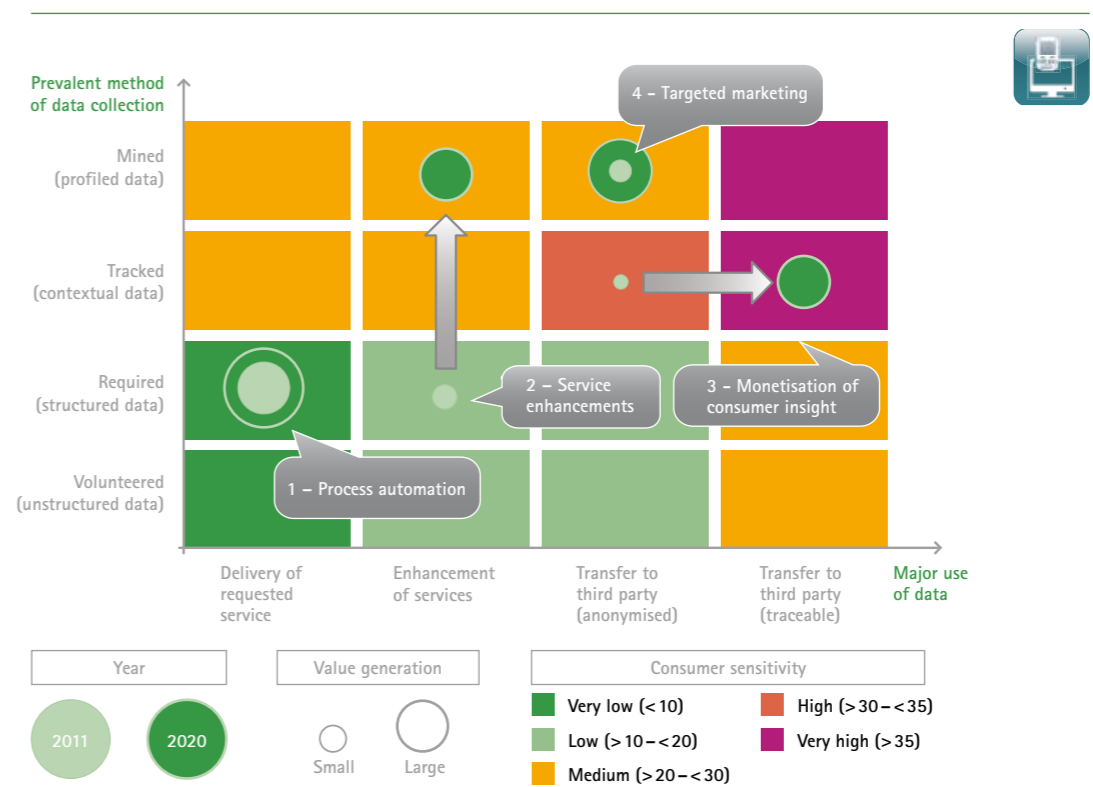 Prevalent method
of data collection
4 – Targeted marketing
Mined
(profiled data)
Tracked
(contextual data)
Required
(structured data)
2 – Service
enhancements
3 – Monetisation of
consumer insight
Volunteered
(unstructured data)
1 – Process automation
Delivery of
requested
service
Enhancement
of services
Transfer to
third party
(anonymised)
Transfer to
third party
(traceable)
Major use
of data
Year
2011
2020
Value generation
Small
Large
Consumer sensitivity
Very low (<10)
Low (>10–<20)
Medium (>20–<30)
High (>30–<35)
Very high (>35)